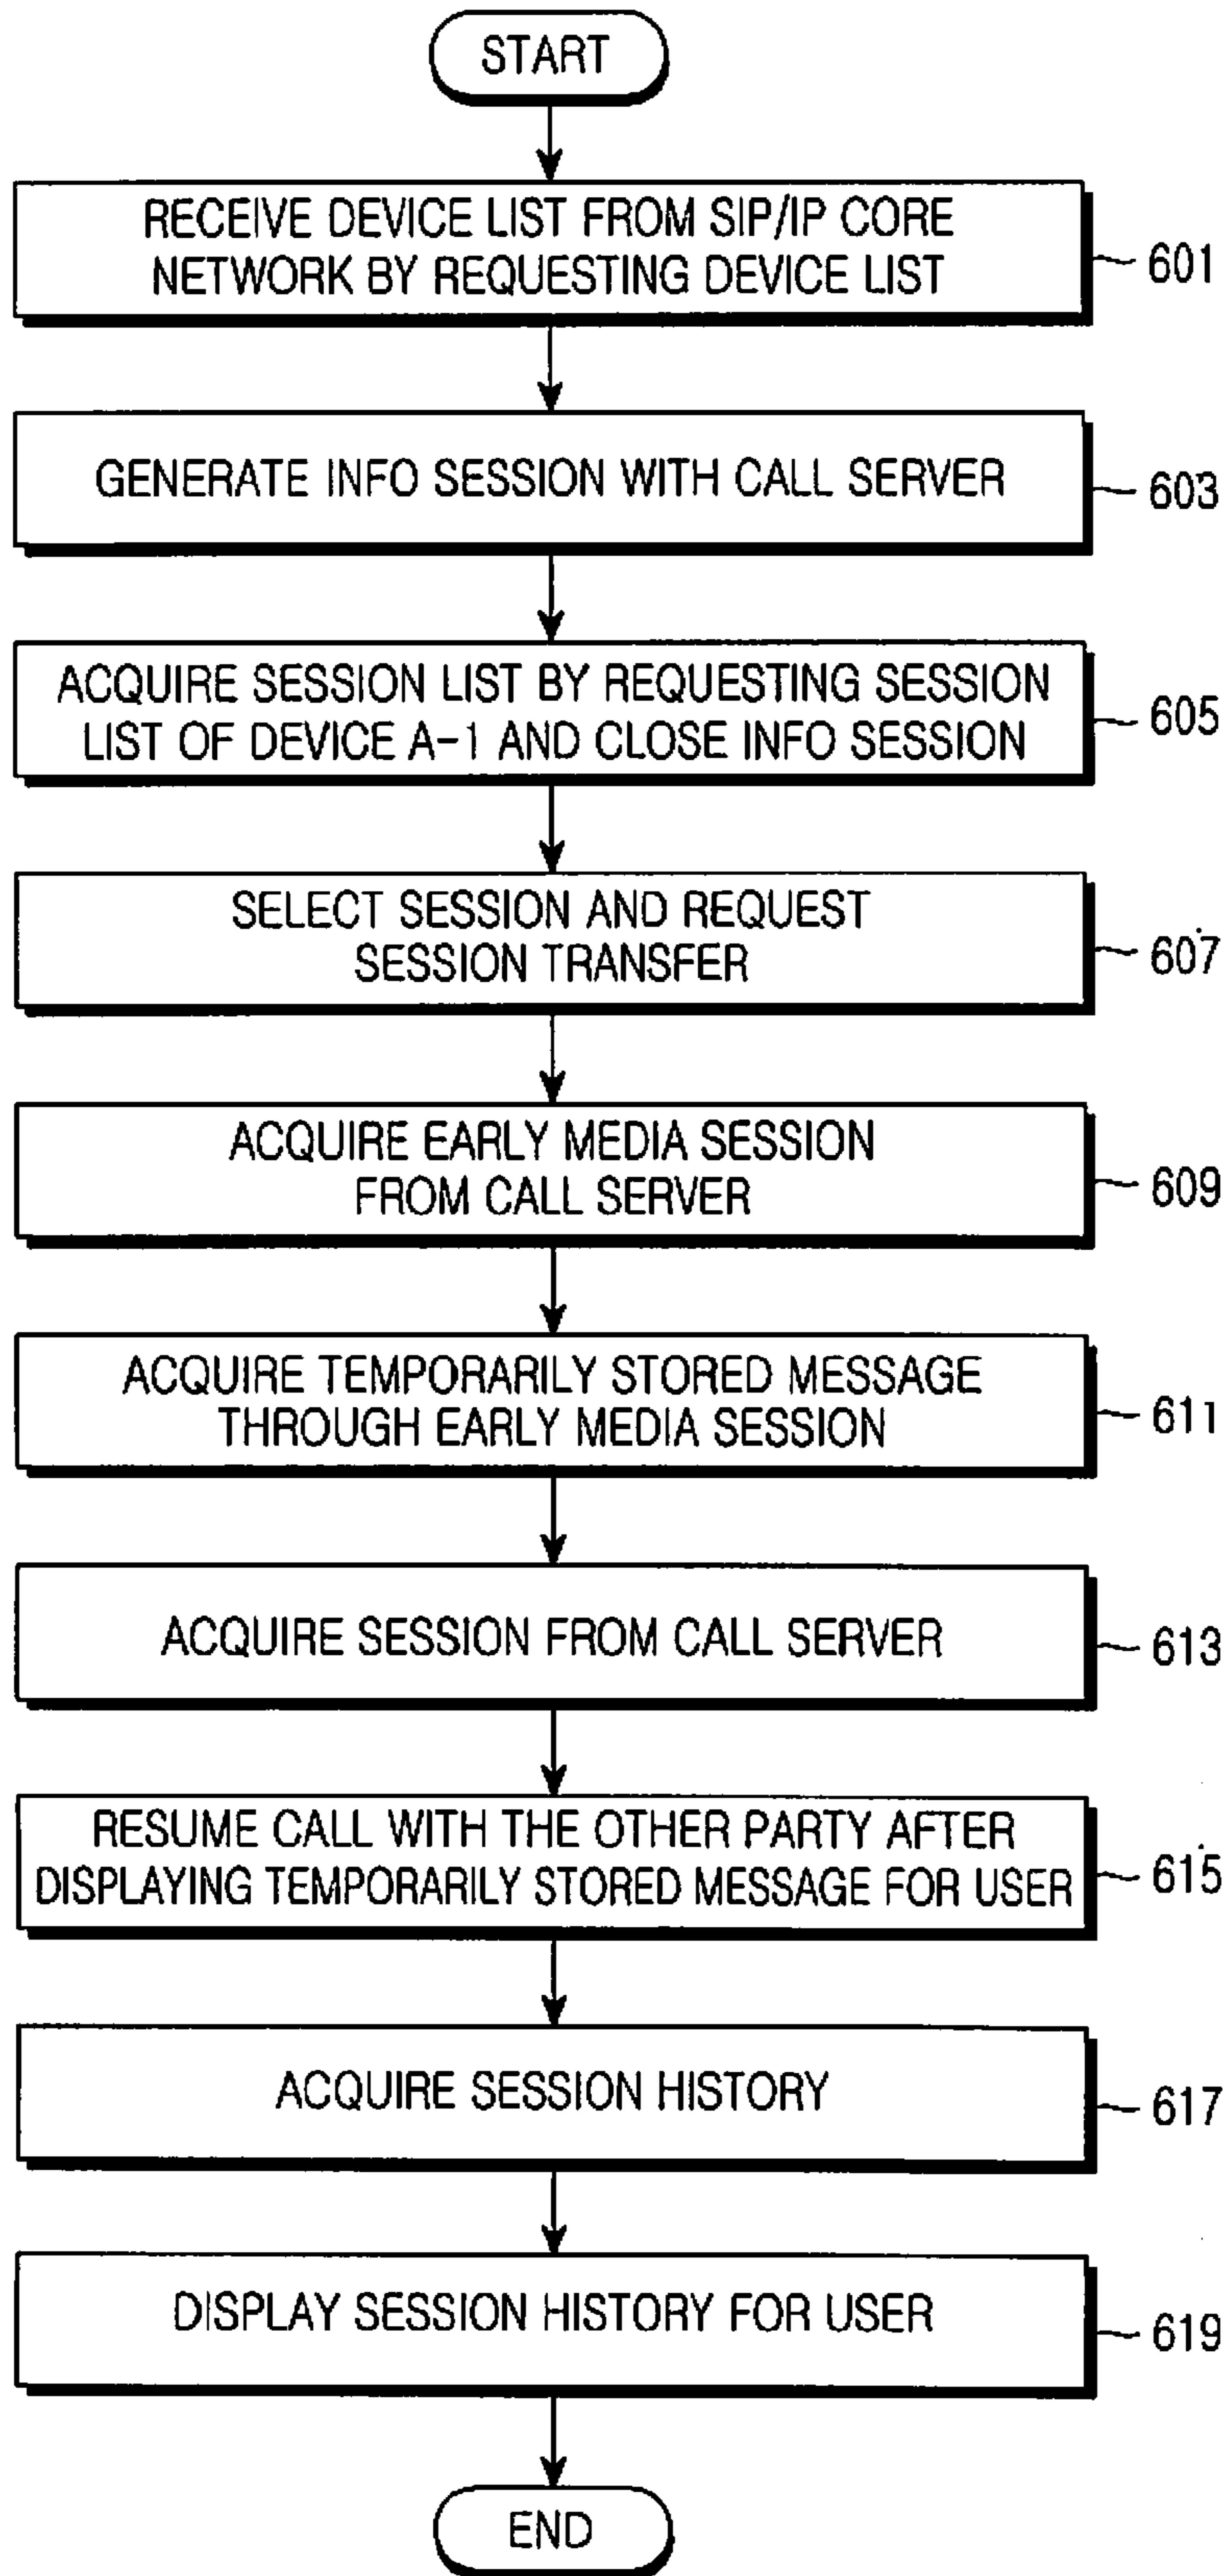 START
RECEIVE DEVICE LIST FROM SIP/IP CORE
NETWORK BY REQUESTING DEVICE LIST
601
GENERATE INFO SESSION WITH CALL SERVER
603
ACQUIRE SESSION LIST BY REQUESTING SESSION
LIST OF DEVICE A-1 AND CLOSE INFO SESSION
605
SELECT SESSION AND REQUEST
SESSION TRANSFER
607
ACQUIRE EARLY MEDIA SESSION
FROM CALL SERVER
609
ACQUIRE TEMPORARILY STORED MESSAGE
THROUGH EARLY MEDIA SESSION
611
ACQUIRE SESSION FROM CALL SERVER
613
RESUME CALL WITH THE OTHER PARTY AFTER
DISPLAYING TEMPORARILY STORED MESSAGE FOR USER
615
ACQUIRE SESSION HISTORY
617
DISPLAY SESSION HISTORY FOR USER
619
END